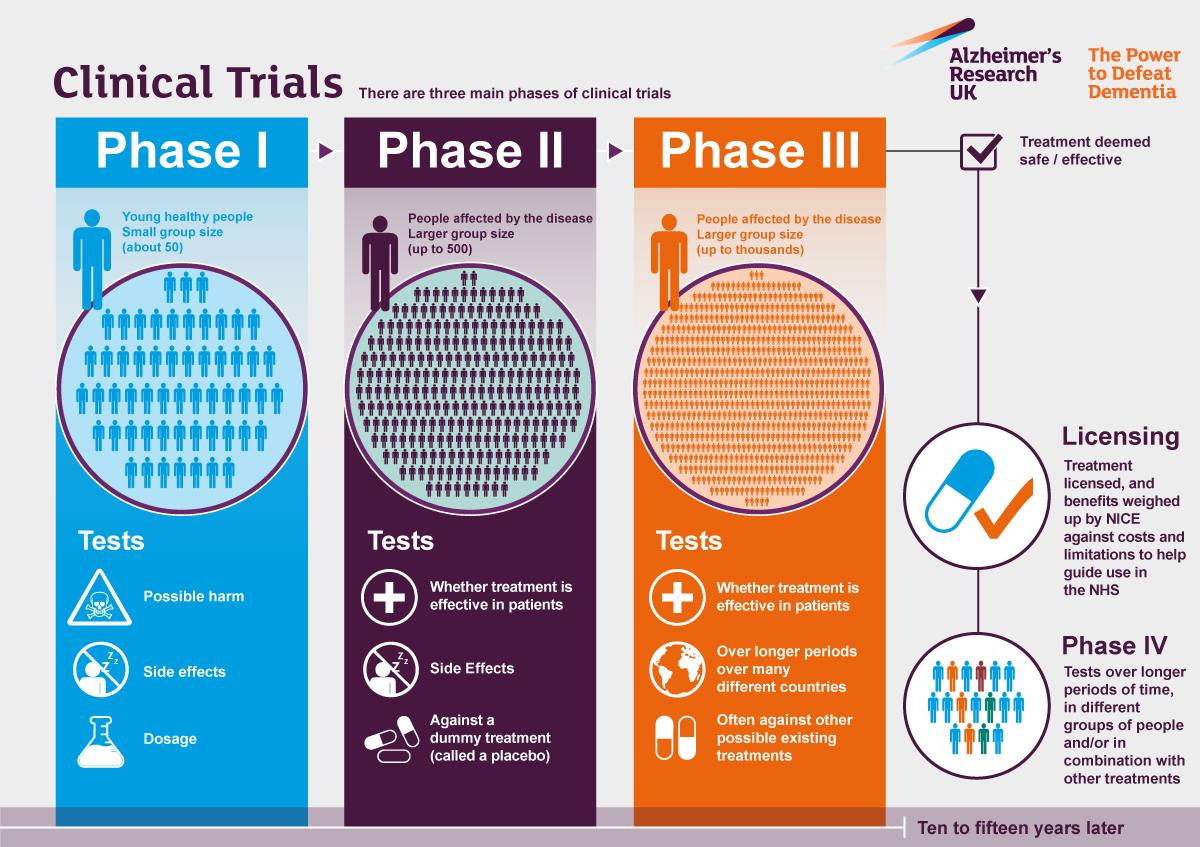 Clinical Trials
There are three main phases of clinical trials
Alzheimer's
Research
UK
The Power
to Defeat
Dementia
Phase I
Young healthy people
Small group size
(about 50)
Tests
Possible harm
z z z
Side effects
Dosage
Phase II
People affected by the disease
Larger group size
(up to 500)
Tests
Whether treatment is
effective in patients
z z z
Side Effects
Against a
dummy treatment
(called a placebo)
Phase III
People affected by the disease
Larger group size
(up to thousands)
Tests
Whether treatment is
effective in patients
Over longer periods
over many
different countries
Often against other
possible existing
treatments
Treatment deemed
safe / effective
Licensing
Treatment
licensed, and
benefits weighed
up by NICE
against costs and
limitations to help
guide use in
the NHS
Phase IV
Tests over longer
periods of time,
in different
groups of people
and/or in
combination with
other treatments
Ten to fifteen years later